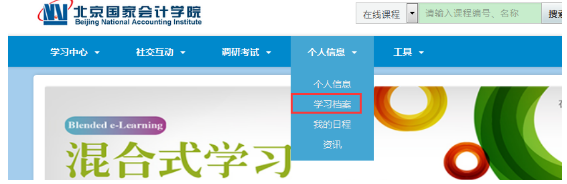 北京国家会计学院
Beijing National Accounting Institute
在线课程 请输入课程编号、名称
学习中心 社交互动 调研考试 个人信息 工具
个人信息
学习档案
我的日程
资讯
Blended e-Learning
混合式学习